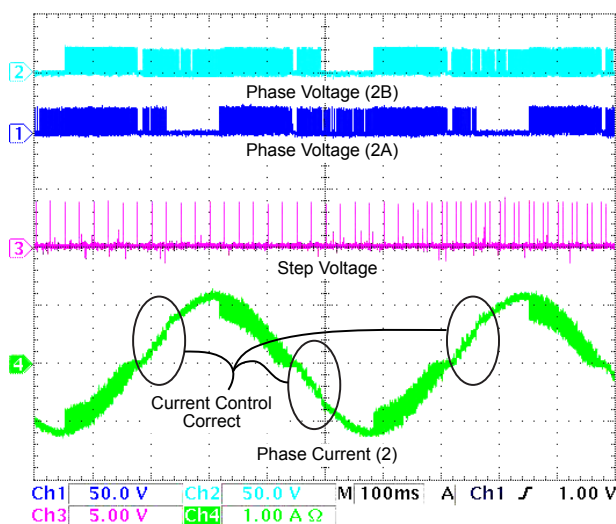 2
Phase Voltage (2B)
1
Phase Voltage (2A)
3
Step Voltage
4
Current Control
Correct
Phase Current (2)
Ch1 50.0 V Ch2 50.0 V M 100ms A Ch1 ƒ 1.00 V
Ch3 5.00 V Ch4 1.00 A Ω